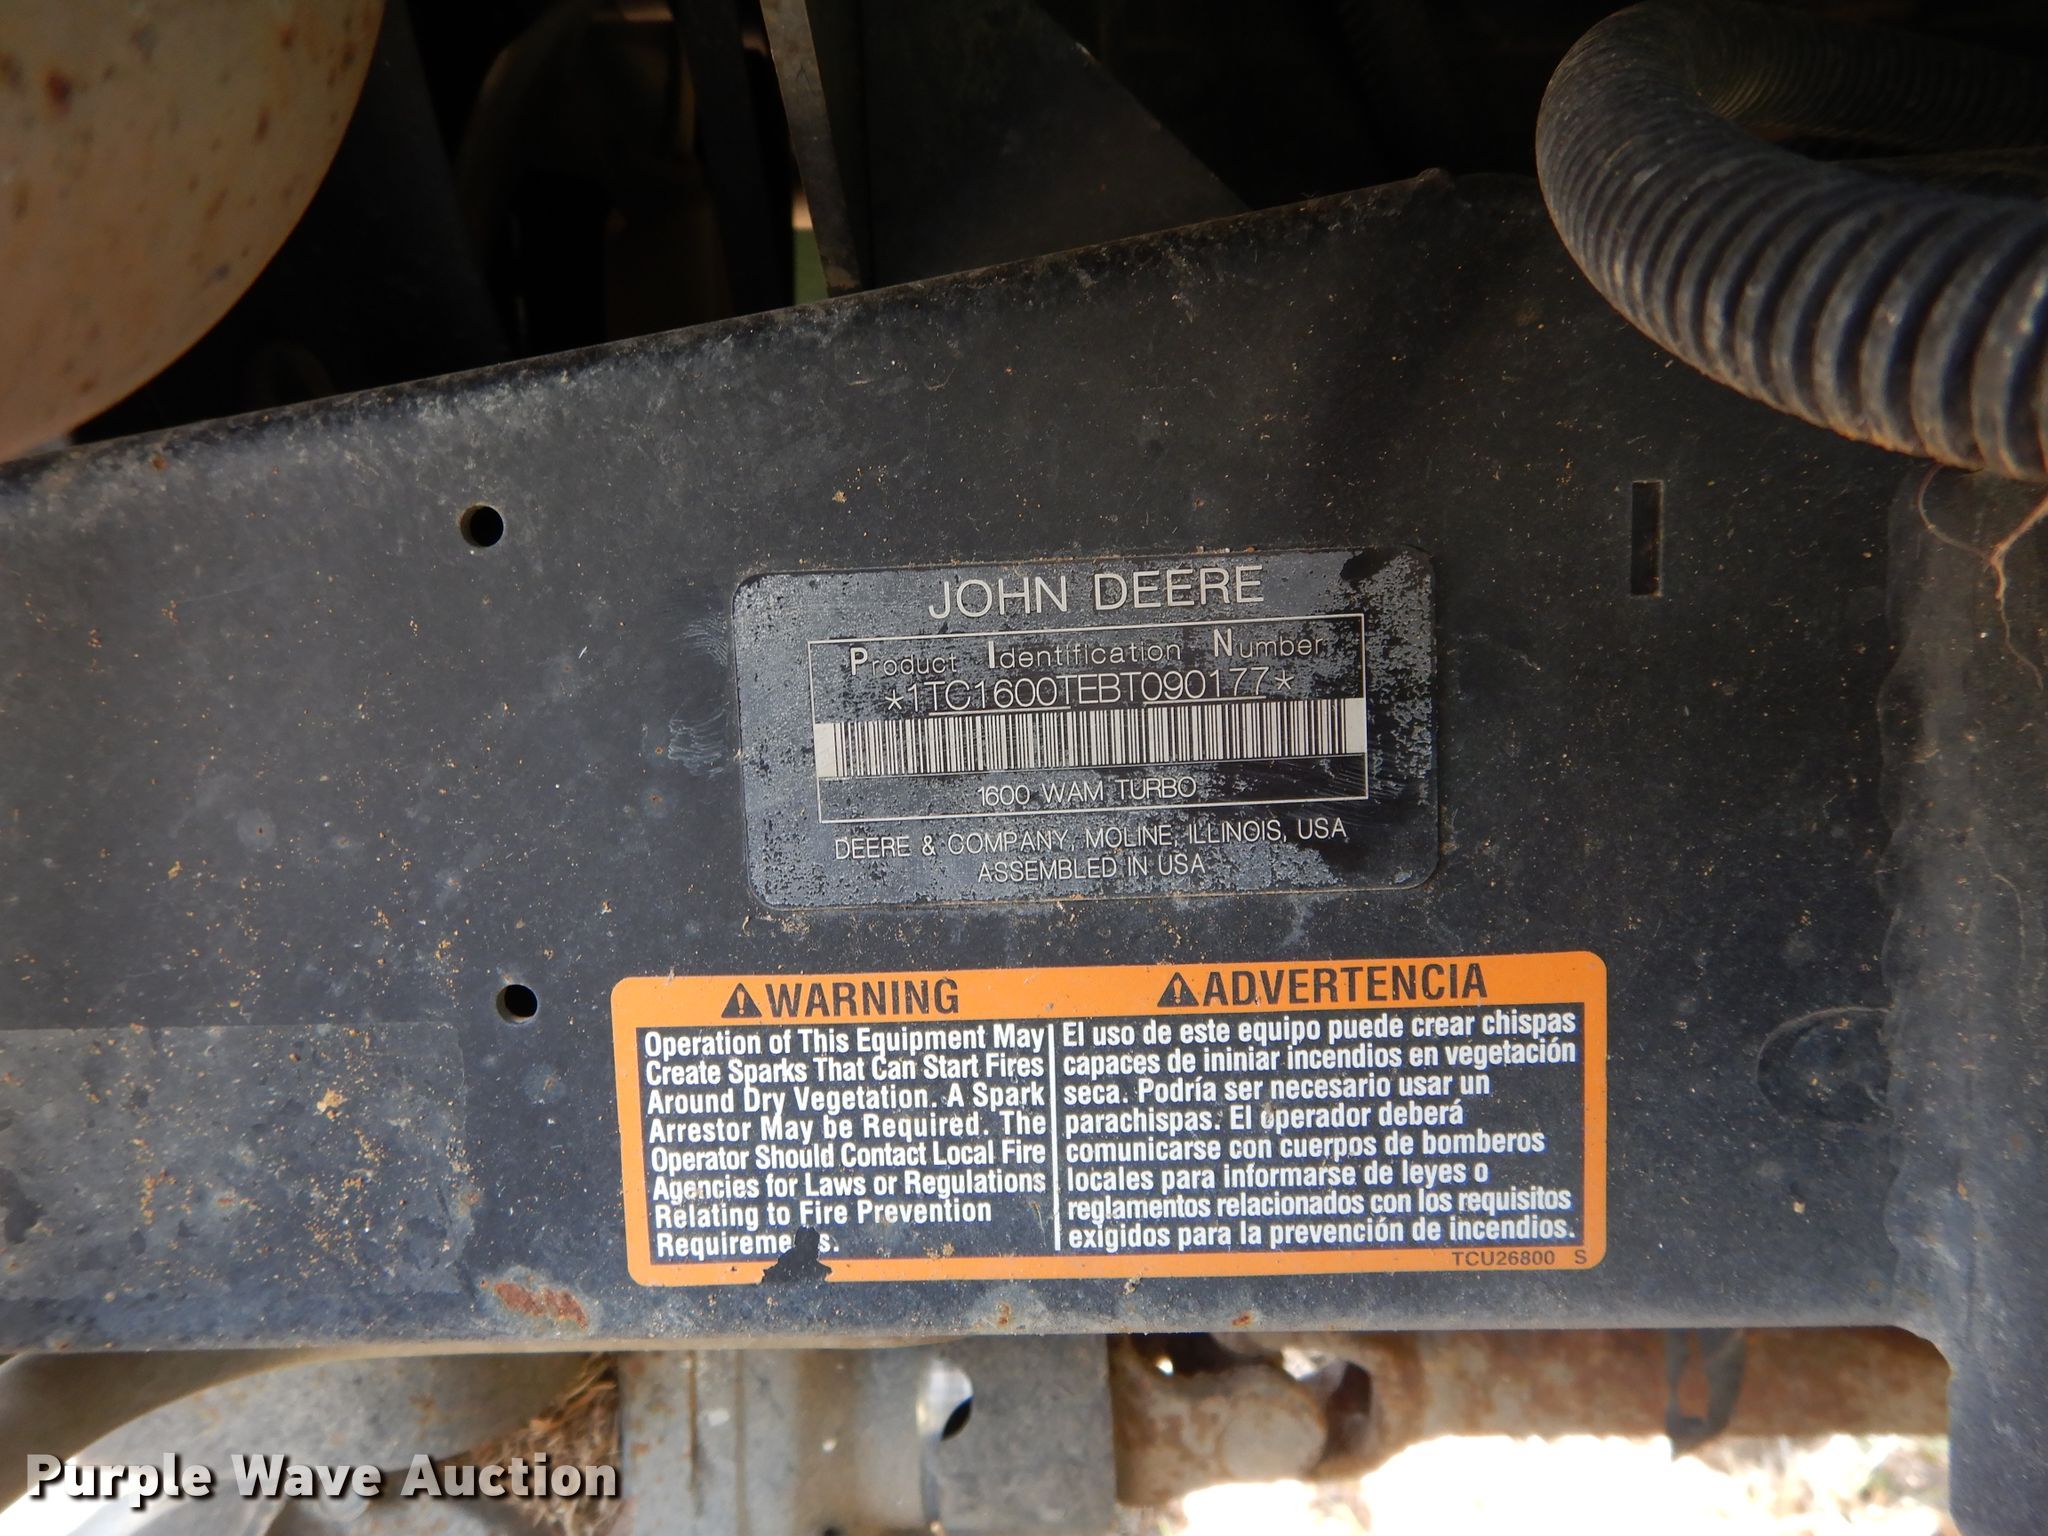 JOHN DEERE
Product Identification Number
*1TC1600TEBT090177*
1600 WAM TURBO
DEERE & COMPANY, MOLINE, ILLINOIS, USA
ASSEMBLED IN USA
WARNING
Operation of This Equipment May
Create Sparks That Can Start Fires
Around Dry Vegetation. A Spark
Arrestor May be Required. The
Operator Should Contact Local Fire
Agencies for Laws or Regulations
Relating to Fire Prevention
ADVERTENCIA
El uso de este equipo puede crear chispas
capaces de ininiar incendios en vegetación
seca. Podría ser necesario usar un
parachispas. El operador deberá
comunicarse con cuerpos de bomberos
locales para informarse de leyes o
reglamentos relacionados con los requisitos
exigidos para la prevención de incendios.
TCU26800 S
Purple Wave Auction